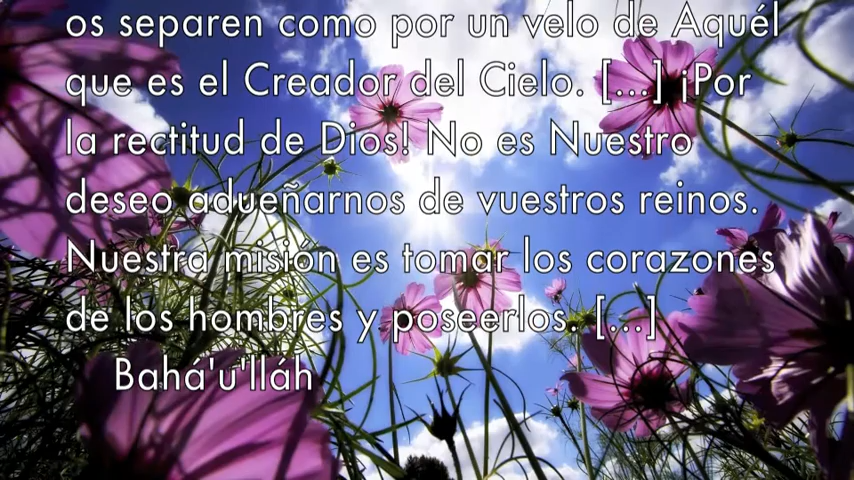 os separen como por un velo de Aquél
que es el Creador del Cielo. [...] ¡Por
la rectitud de Dios! No es Nuestro
deseo adueñarnos de vuestros reinos.
Nuestra misión es tomar los corazones
de los hombres y poseerlos. [...]
Bahá'u'lláh